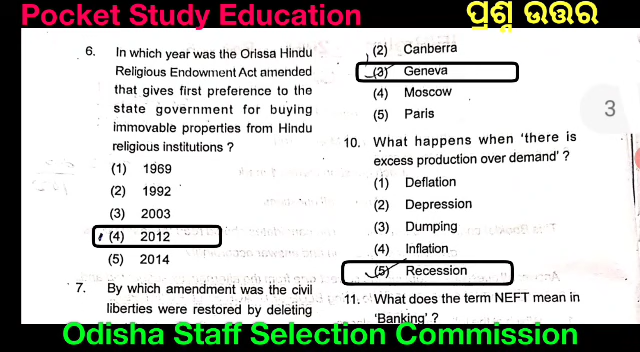 Pocket Study Education
ପ୍ରଶ୍ନ ଉତ୍ତର
6. In which year was the Orissa Hindu
Religious Endowment Act amended
that gives first preference to the
state government for buying
immovable properties from Hindu
religious institutions ?
(1) 1969
(2) 1992
(3) 2003
(4) 2012
(5) 2014
7. By which amendment was the civil
liberties were restored by deleting
(2) Canberra
(3) Geneva
(4) Moscow
(5) Paris
10. What happens when 'there is
excess production over demand' ?
(1) Deflation
(2) Depression
(3) Dumping
(4) Inflation
(5) Recession
11. What does the term NEFT mean in
'Banking' ?
3
Odisha Staff Selection Commission